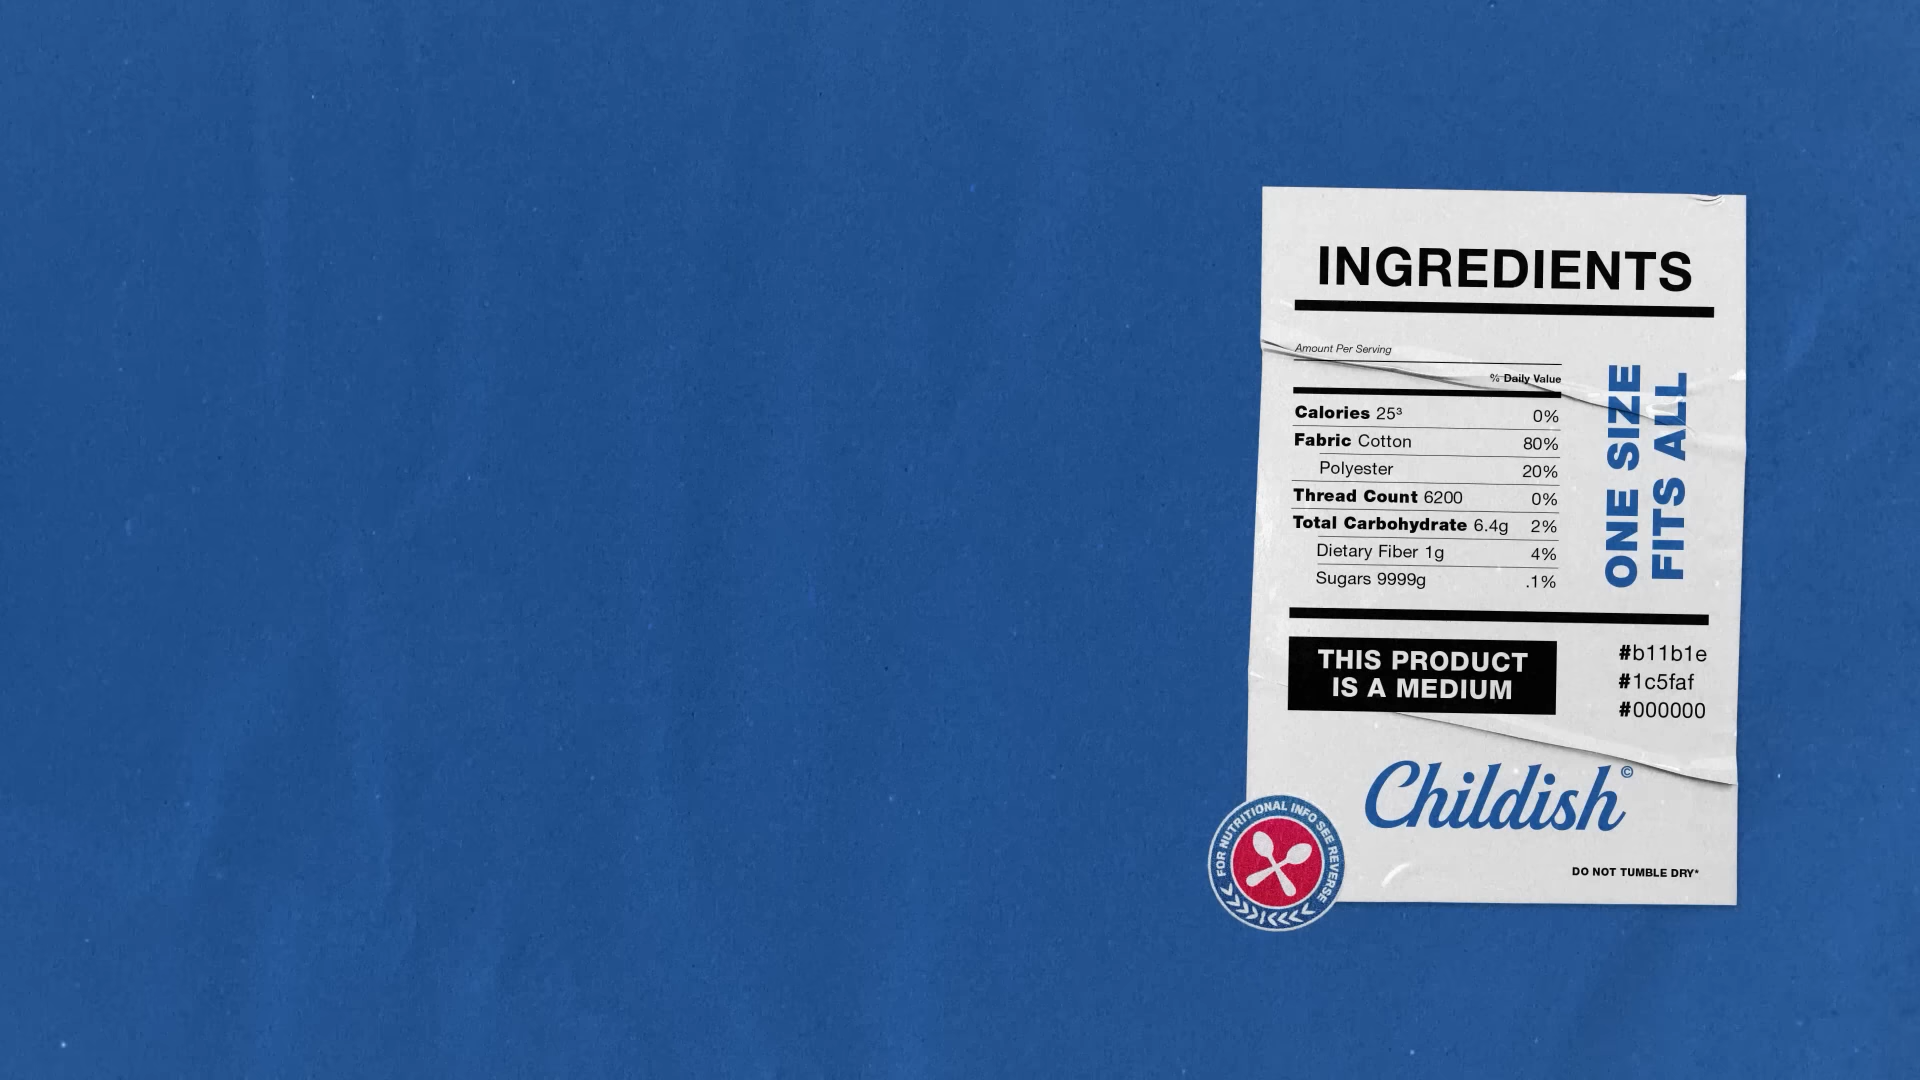 INGREDIENTS
Amount Per Serving
% Daily Value
Calories 25³ 0%
Fabric Cotton 80%
Polyester 20%
Thread Count 6200 0%
Total Carbohydrate 6.4g 2%
Dietary Fiber 1g 4%
Sugars 9999g .1%
ONE SIZE
FITS ALL
THIS PRODUCT
IS A MEDIUM
#b11b1e
#1c5faf
#000000
Childish©
FOR NUTRITIONAL INFO SEE REVERSE
DO NOT TUMBLE DRY*